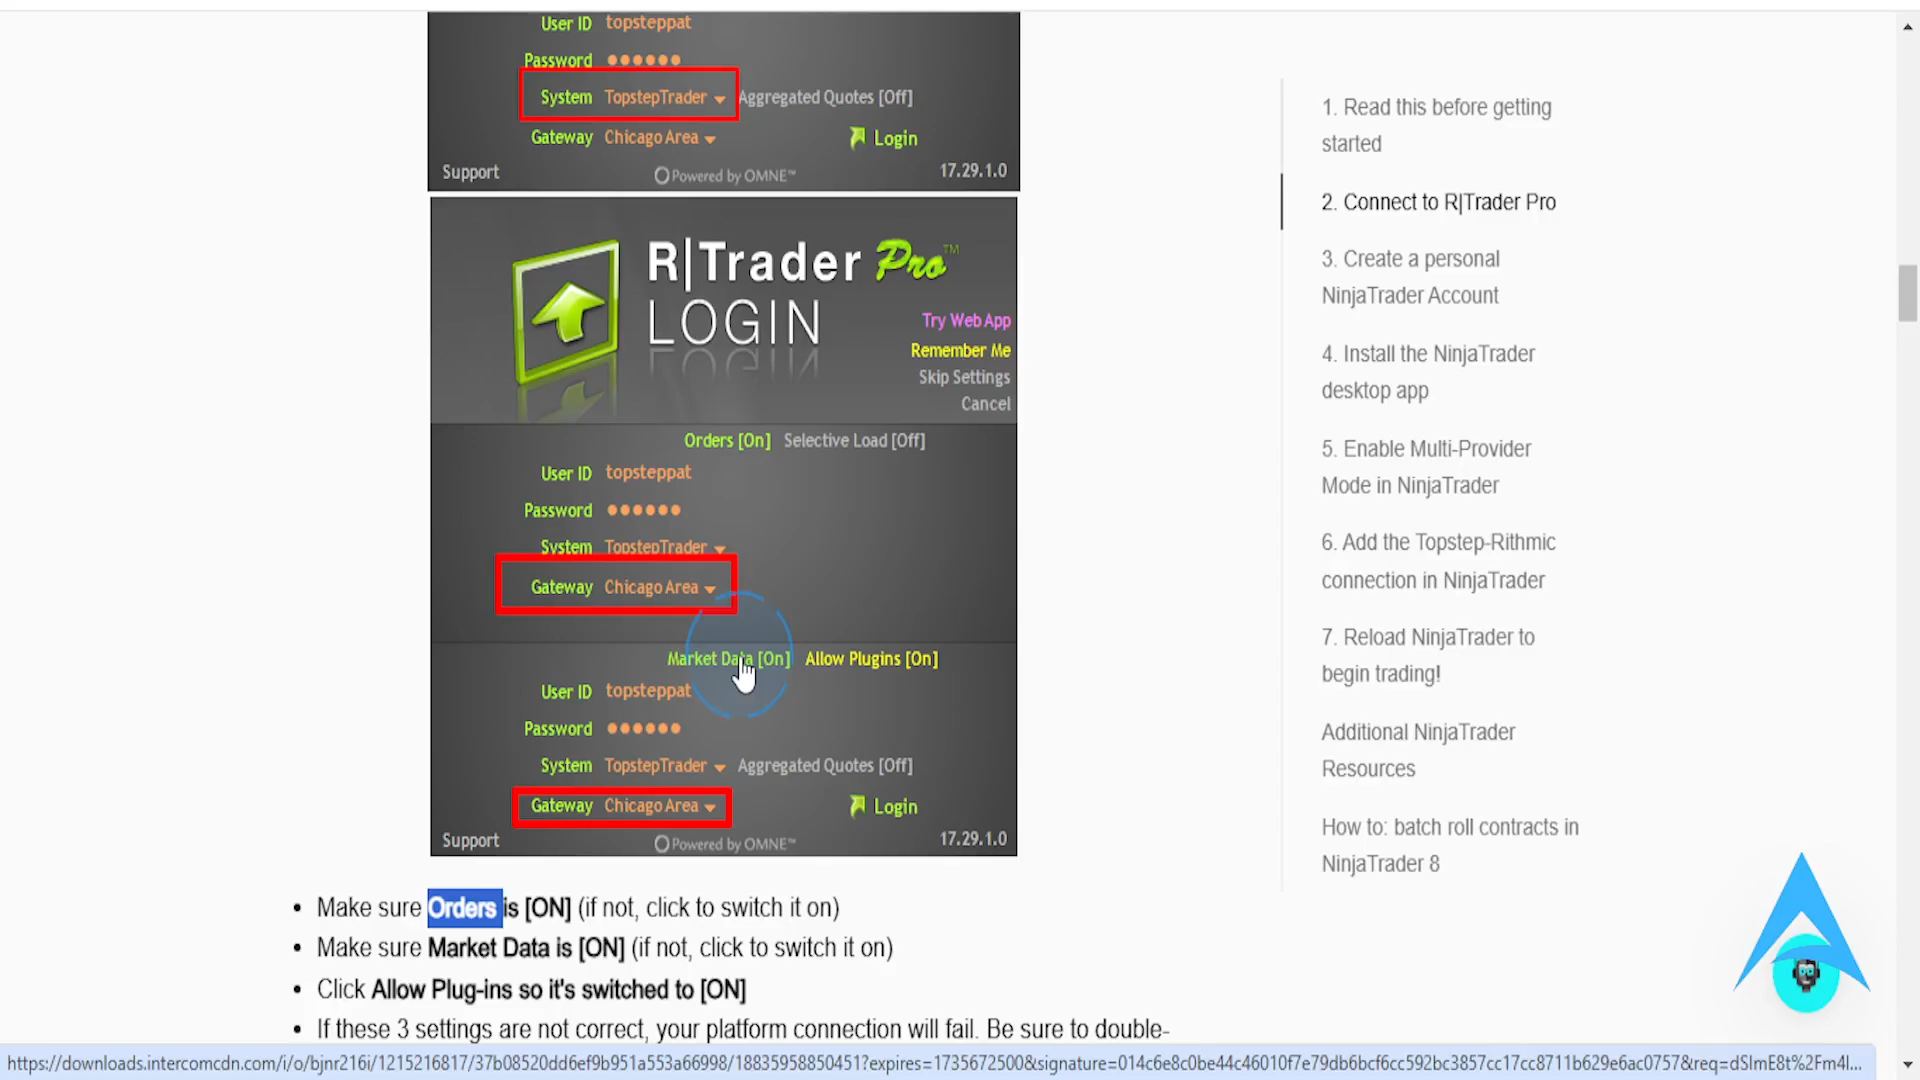 User ID topsteppat
Password ●●●●●●
System TopstepTrader Aggregated Quotes [Off]
Gateway Chicago Area Login
Support Powered by OMNE™ 17.29.1.0
R|Trader Pro™
LOGIN
Try Web App
Remember Me
Skip Settings
Cancel
Orders [On] Selective Load [Off]
User ID topsteppat
Password ●●●●●●
System TopstepTrader
Gateway Chicago Area
Market Data [On] Allow Plugins [On]
User ID topsteppat
Password ●●●●●●
System TopstepTrader Aggregated Quotes [Off]
Gateway Chicago Area Login
Support Powered by OMNE™ 17.29.1.0
• Make sure Orders is [ON] (if not, click to switch it on)
• Make sure Market Data is [ON] (if not, click to switch it on)
• Click Allow Plug-ins so it's switched to [ON]
• If these 3 settings are not correct, your platform connection will fail. Be sure to double-
1. Read this before getting
started
2. Connect to R|Trader Pro
3. Create a personal
NinjaTrader Account
4. Install the NinjaTrader
desktop app
5. Enable Multi-Provider
Mode in NinjaTrader
6. Add the Topstep-Rithmic
connection in NinjaTrader
7. Reload NinjaTrader to
begin trading!
Additional NinjaTrader
Resources
How to: batch roll contracts in
NinjaTrader 8
https://downloads.intercomcdn.com/i/o/bjnr216i/1215216817/37b08520dd6ef9b951a553a66998/18835958850451?expires=1735672500&signature=014c6e8c0be44c46010f7e79db6bcf6cc592bc3857cc17cc8711b629e6ac0757&req=dSImE8t%2Fm4l...